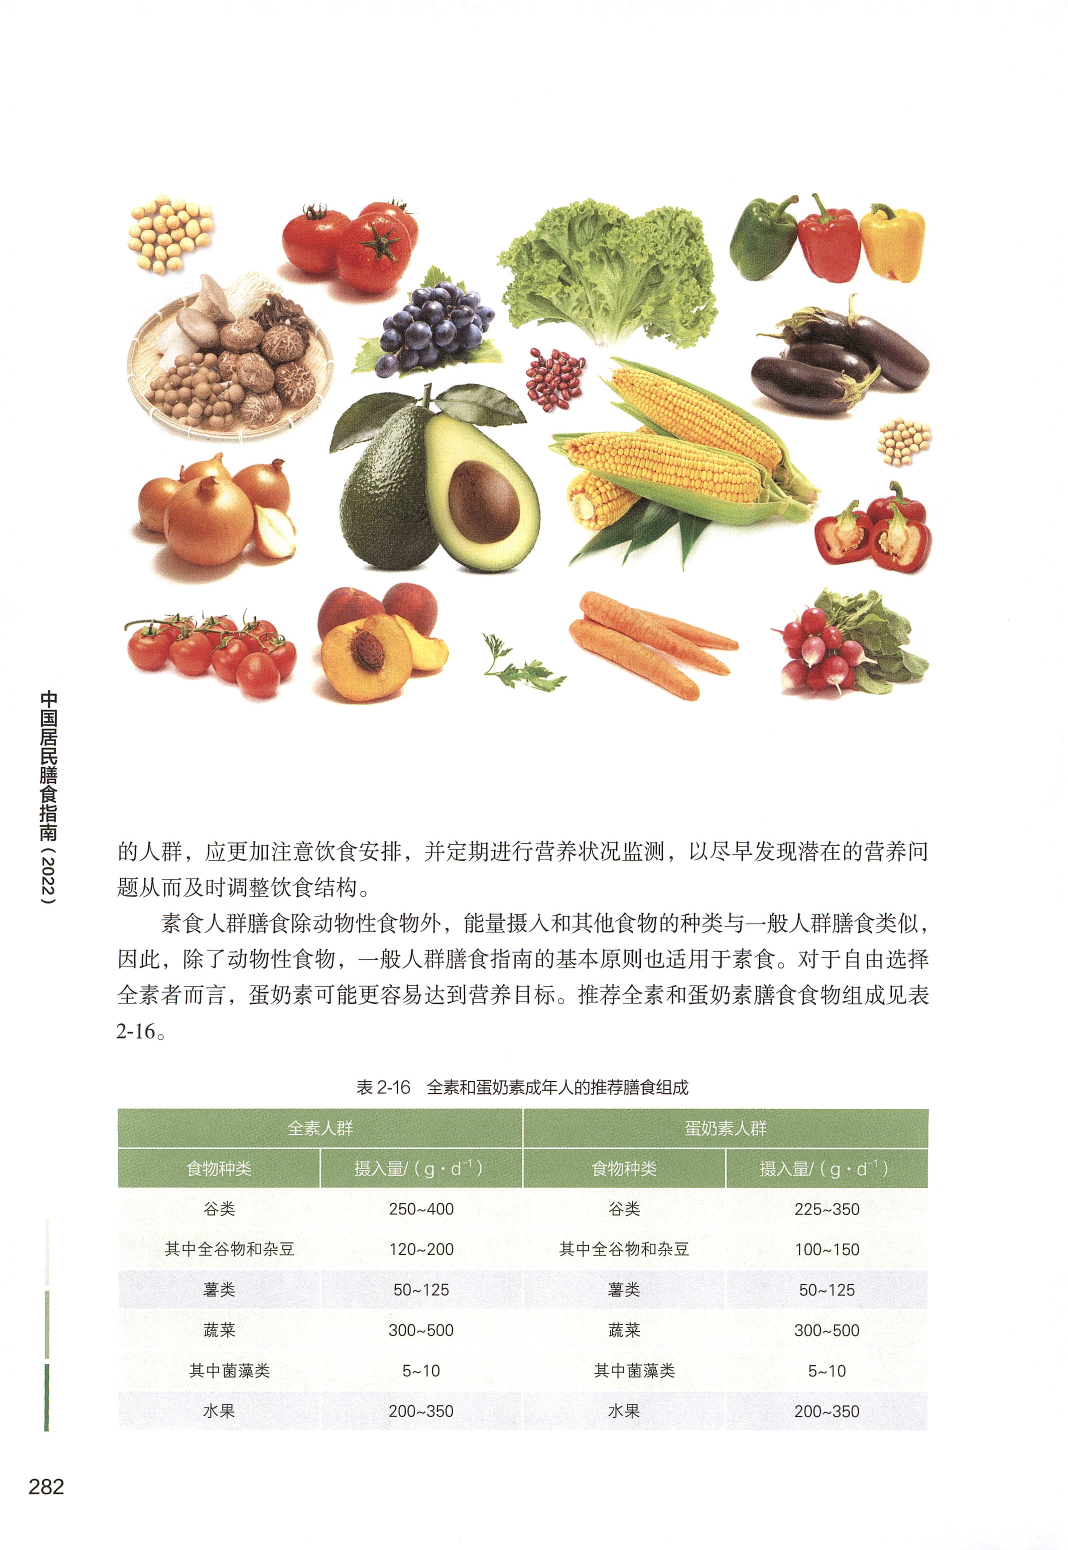 中国居民膳食指南（2022）
的人群，应更加注意饮食安排，并定期进行营养状况监测，以尽早发现潜在的营养问
题从而及时调整饮食结构。
素食人群膳食除动物性食物外，能量摄入和其他食物的种类与一般人群膳食类似，
因此，除了动物性食物，一般人群膳食指南的基本原则也适用于素食。对于自由选择
全素者而言，蛋奶素可能更容易达到营养目标。推荐全素和蛋奶素膳食食物组成见表
2-16。
表 2-16 全素和蛋奶素成年人的推荐膳食组成
全素人群 蛋奶素人群
食物种类 摄入量/（g·d⁻¹） 食物种类 摄入量/（g·d⁻¹）
谷类 250~400 谷类 225~350
其中全谷物和杂豆 120~200 其中全谷物和杂豆 100~150
薯类 50~125 薯类 50~125
蔬菜 300~500 蔬菜 300~500
其中菌藻类 5~10 其中菌藻类 5~10
水果 200~350 水果 200~350
282